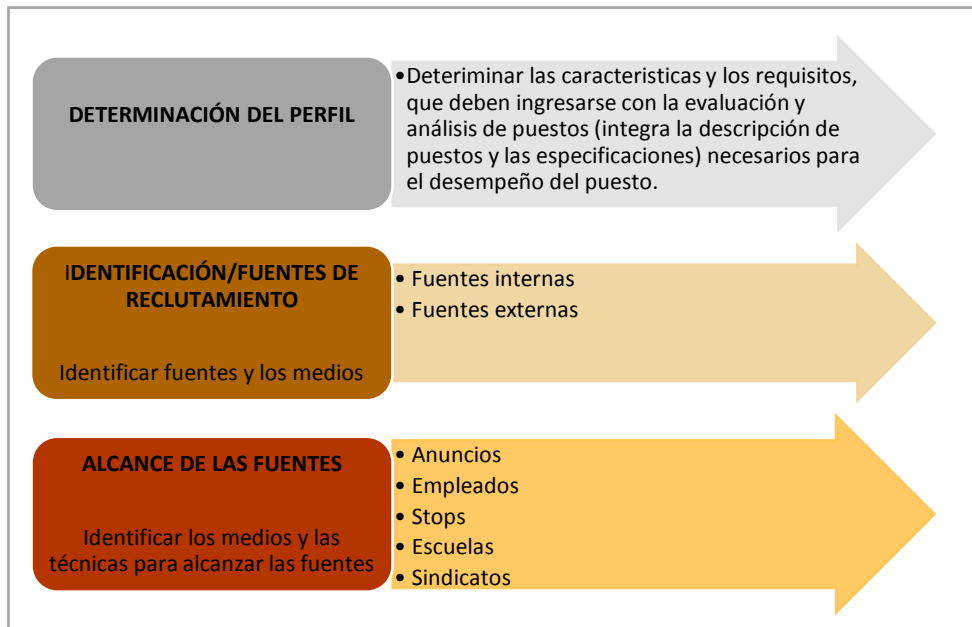 DETERMINACIÓN DEL PERFIL
•Deteriminar las caracteristicas y los requisitos,
que deben ingresarse con la evaluación y
análisis de puestos (integra la descripción de
puestos y las especificaciones) necesarios para
el desempeño del puesto.
IDENTIFICACIÓN/FUENTES DE
RECLUTAMIENTO
Identificar fuentes y los medios
• Fuentes internas
• Fuentes externas
ALCANCE DE LAS FUENTES
Identificar los medios y las
técnicas para alcanzar las fuentes
• Anuncios
• Empleados
• Stops
• Escuelas
• Sindicatos